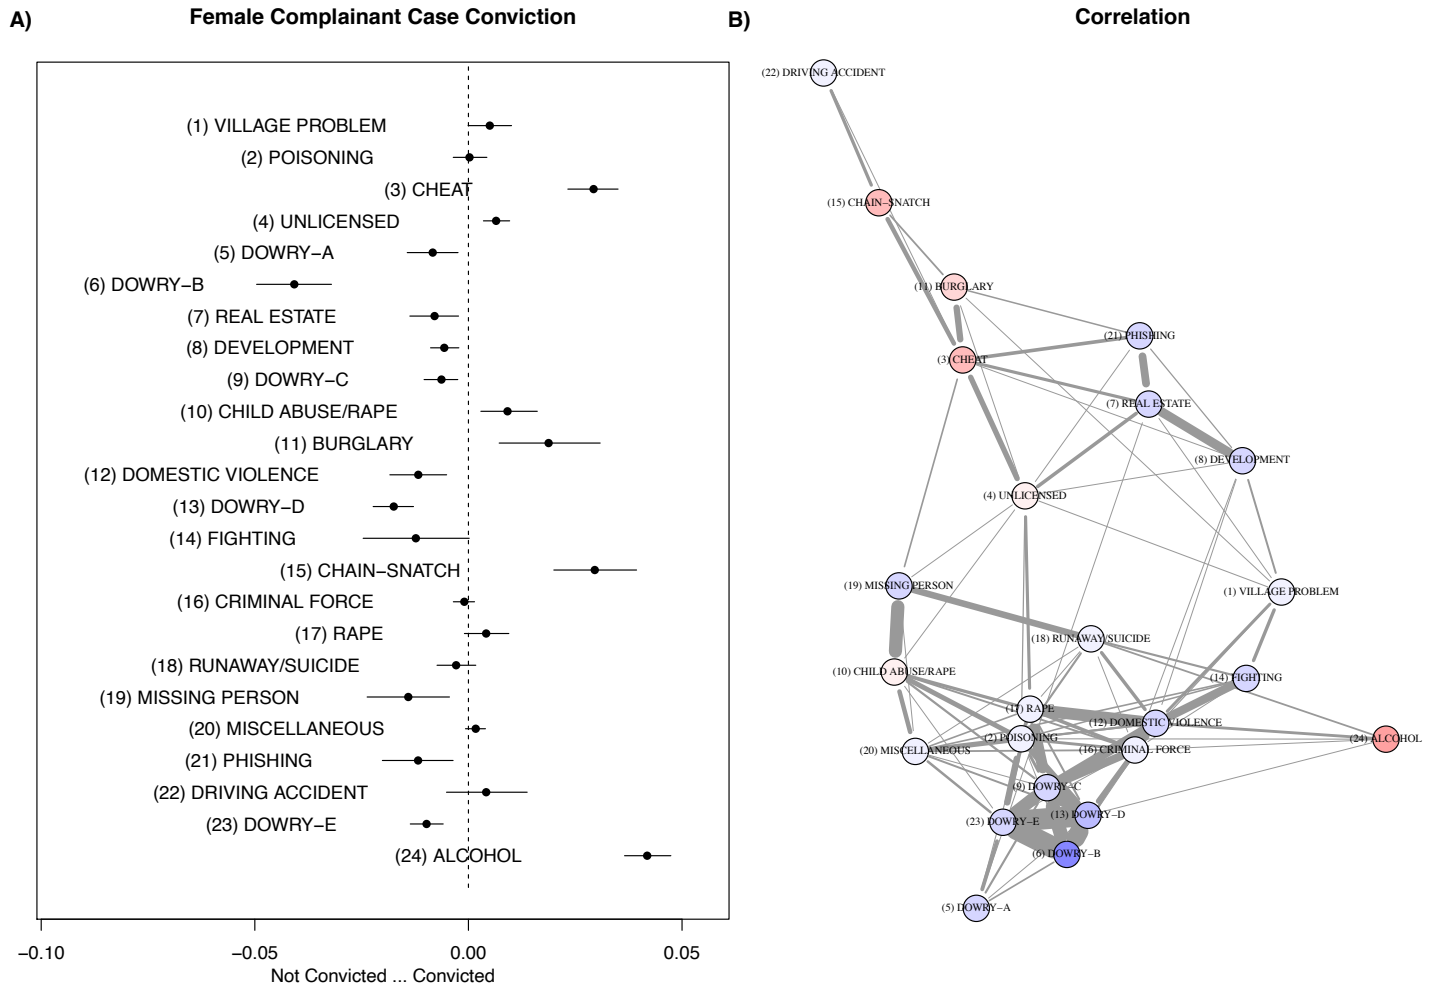 A)
Female Complainant Case Conviction
(1) VILLAGE PROBLEM
(2) POISONING
(3) CHEAT
(4) UNLICENSED
(5) DOWRY−A
(6) DOWRY−B
(7) REAL ESTATE
(8) DEVELOPMENT
(9) DOWRY−C
(10) CHILD ABUSE/RAPE
(11) BURGLARY
(12) DOMESTIC VIOLENCE
(13) DOWRY−D
(14) FIGHTING
(15) CHAIN−SNATCH
(16) CRIMINAL FORCE
(17) RAPE
(18) RUNAWAY/SUICIDE
(19) MISSING PERSON
(20) MISCELLANEOUS
(21) PHISHING
(22) DRIVING ACCIDENT
(23) DOWRY−E
(24) ALCOHOL
−0.10
−0.05
0.00
0.05
Not Convicted ... Convicted
B)
Correlation
(22) DRIVING ACCIDENT
(15) CHAIN−SNATCH
(11) BURGLARY
(21) PHISHING
(3) CHEAT
(7) REAL ESTATE
(8) DEVELOPMENT
(4) UNLICENSED
(19) MISSING PERSON
(1) VILLAGE PROBLEM
(18) RUNAWAY/SUICIDE
(10) CHILD ABUSE/RAPE
(14) FIGHTING
(17) RAPE
(12) DOMESTIC VIOLENCE
(2) POISONING
(24) ALCOHOL
(20) MISCELLANEOUS
(16) CRIMINAL FORCE
(9) DOWRY−C
(13) DOWRY−D
(23) DOWRY−E
(6) DOWRY−B
(5) DOWRY−A